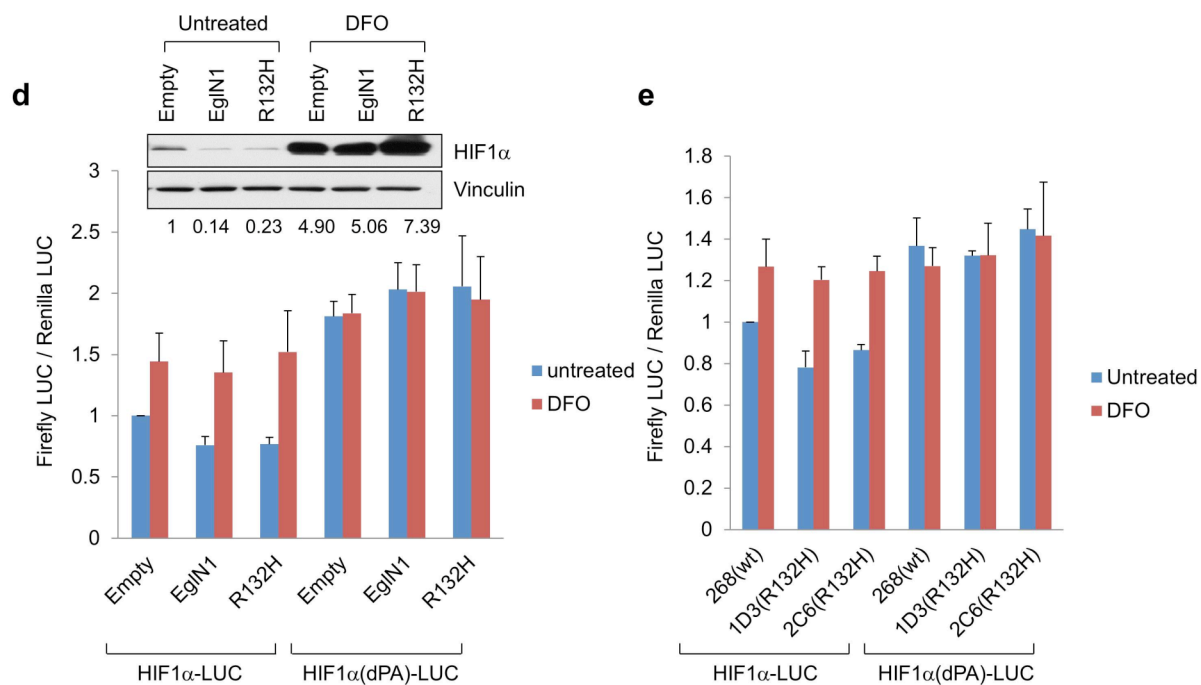 d
Untreated DFO
Empty EglN1 R132H Empty EglN1 R132H
HIF1α
Vinculin
1 0.14 0.23 4.90 5.06 7.39
Firefly LUC / Renilla LUC
3
2.5
2
1.5
1
0.5
0
untreated
DFO
Empty EglN1 R132H Empty EglN1 R132H
HIF1α-LUC HIF1α(dPA)-LUC
e
Firefly LUC / Renilla LUC
1.8
1.6
1.4
1.2
1
0.8
0.6
0.4
0.2
0
Untreated
DFO
268(wt) 1D3(R132H) 2C6(R132H) 268(wt) 1D3(R132H) 2C6(R132H)
HIF1α-LUC HIF1α(dPA)-LUC